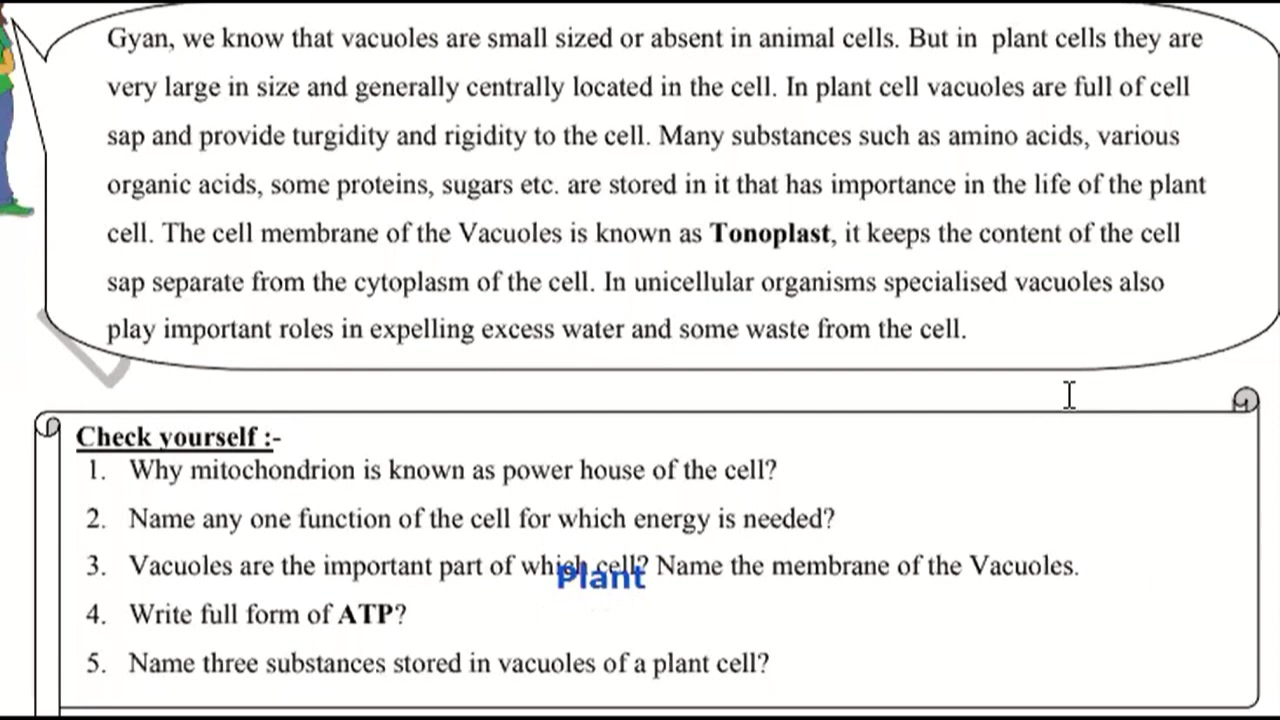 Gyan, we know that vacuoles are small sized or absent in animal cells. But in plant cells they are
very large in size and generally centrally located in the cell. In plant cell vacuoles are full of cell
sap and provide turgidity and rigidity to the cell. Many substances such as amino acids, various
organic acids, some proteins, sugars etc. are stored in it that has importance in the life of the plant
cell. The cell membrane of the Vacuoles is known as Tonoplast, it keeps the content of the cell
sap separate from the cytoplasm of the cell. In unicellular organisms specialised vacuoles also
play important roles in expelling excess water and some waste from the cell.
Check yourself :-
1. Why mitochondrion is known as power house of the cell?
2. Name any one function of the cell for which energy is needed?
3. Vacuoles are the important part of which cell? Name the membrane of the Vacuoles.
Plant
4. Write full form of ATP?
5. Name three substances stored in vacuoles of a plant cell?